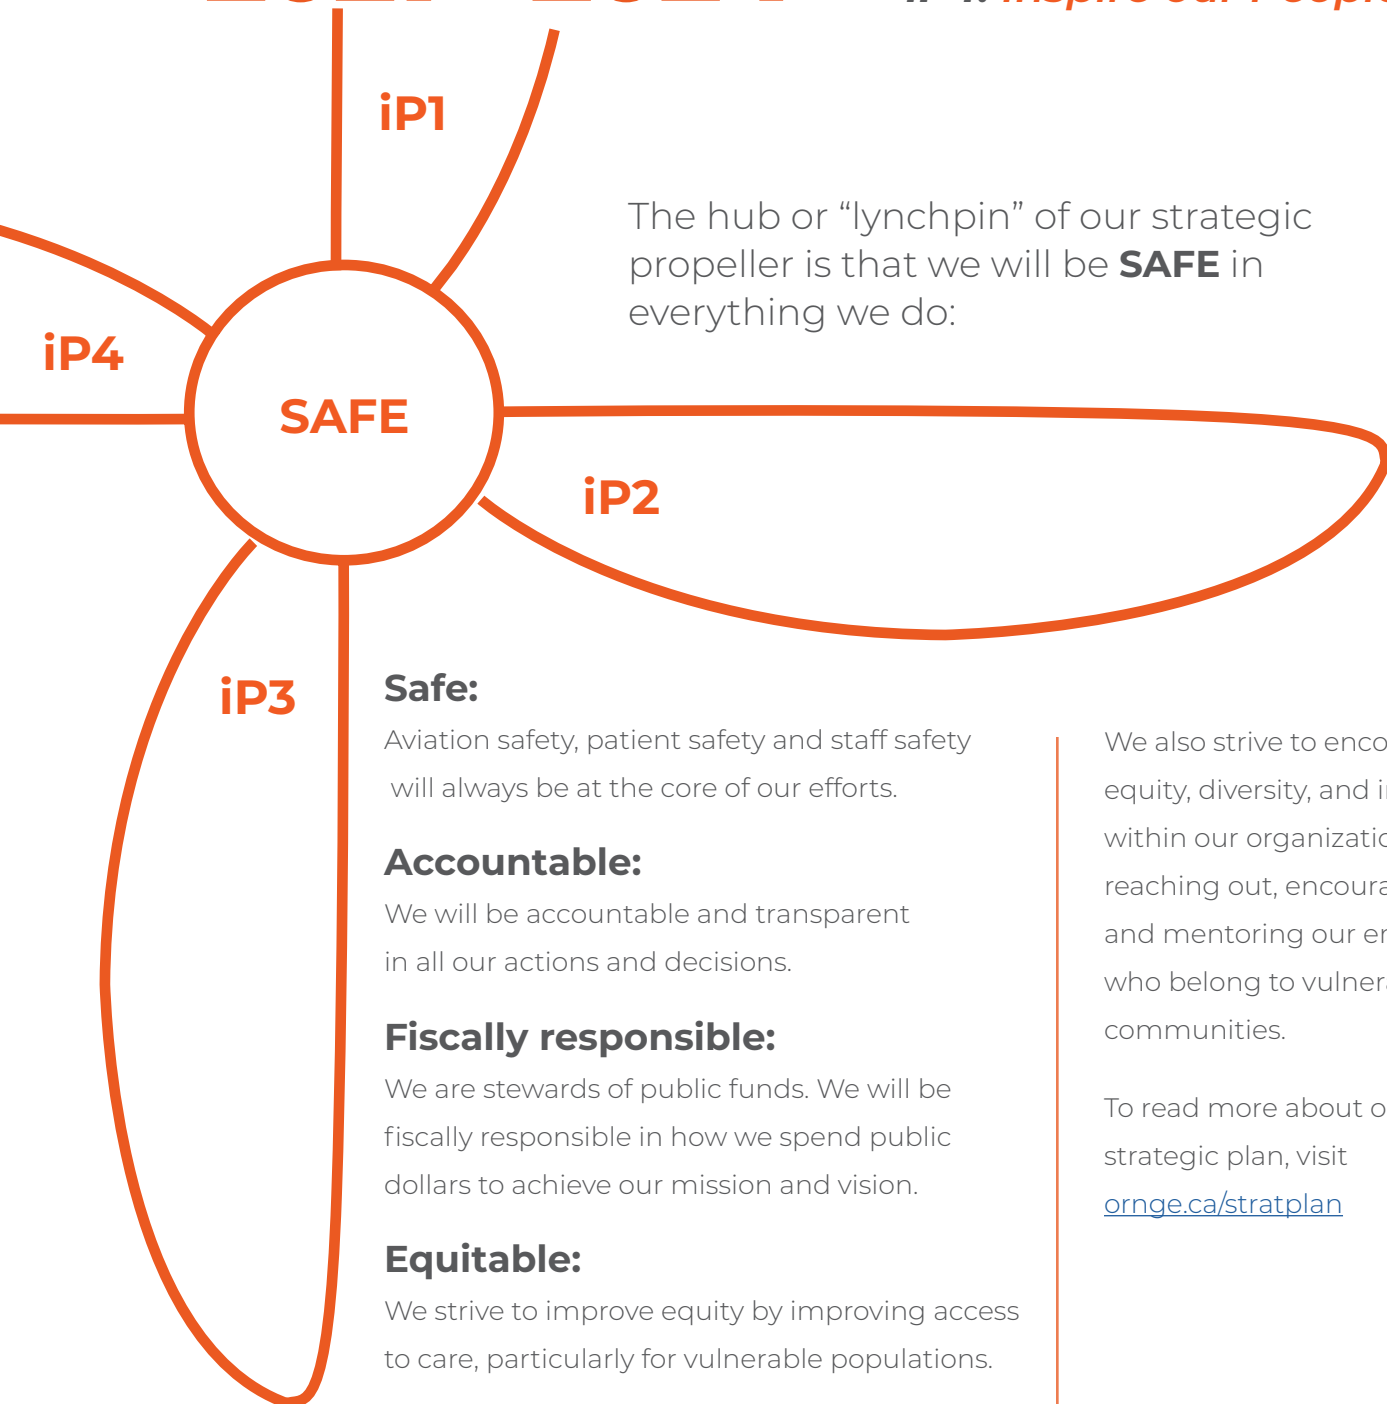 iP1
The hub or “lynchpin” of our strategic
propeller is that we will be SAFE in
everything we do:
iP4
SAFE
iP2
iP3
Safe:
Aviation safety, patient safety and staff safety
will always be at the core of our efforts.
Accountable:
We will be accountable and transparent
in all our actions and decisions.
Fiscally responsible:
We are stewards of public funds. We will be
fiscally responsible in how we spend public
dollars to achieve our mission and vision.
Equitable:
We strive to improve equity by improving access
to care, particularly for vulnerable populations.
We also strive to
equity, diversity, and
within our
reaching out,
and mentoring our
who belong to
communities.
To read more about
strategic plan, visit
ornge.ca/stratplan